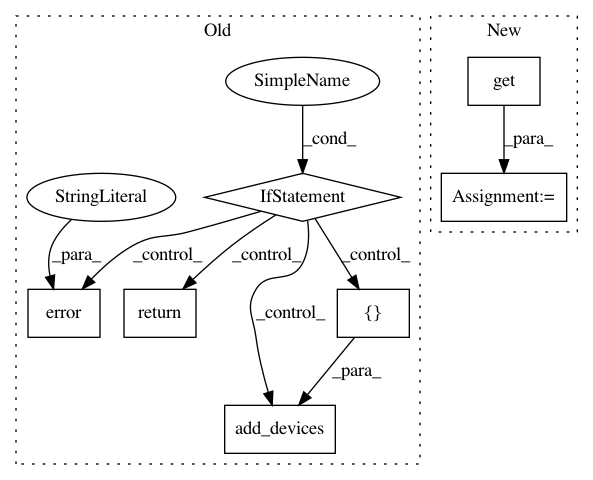 Old
New
SimpleName
get
_cond_
_para_
StringLiteral
IfStatement
Assignment:=
_para_
_control_
_control_
_control_
error
return
_control_
{}
_para_
add_devices